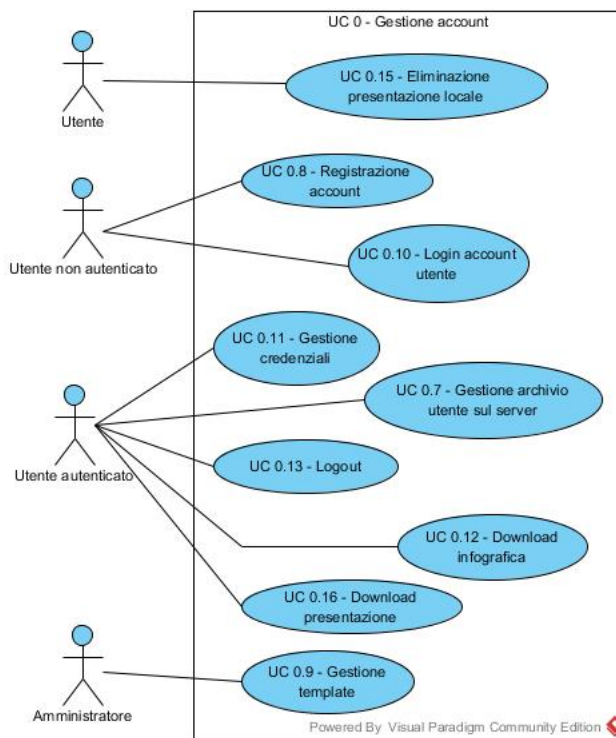 UC 0 - Gestione account
UC 0.15 - Eliminazione
presentazione locale
Utente
UC 0.8 - Registrazione
account
Utente non autenticato
UC 0.10 - Login account
utente
UC 0.11 - Gestione
credenziali
UC 0.7 - Gestione archivio
utente sul server
Utente autenticato
UC 0.13 - Logout
UC 0.12 - Download
infografica
UC 0.16 - Download
presentazione
UC 0.9 - Gestione
template
Amministratore
Powered By Visual Paradigm Community Edition